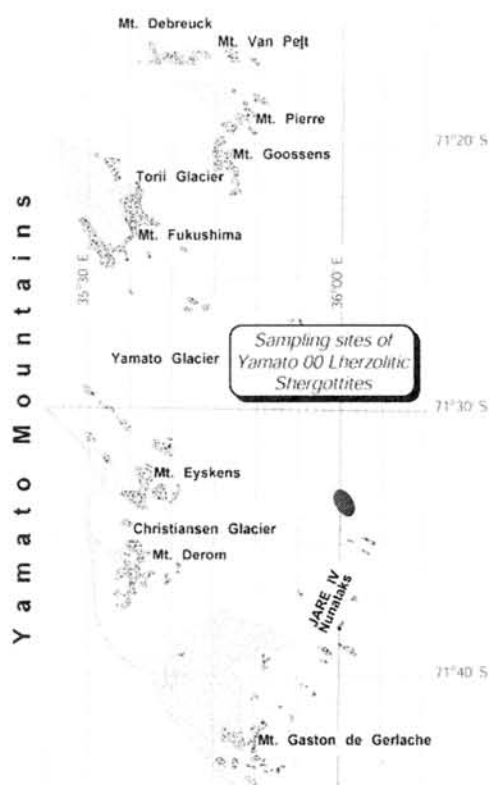 Mt. Debreuck
Mt. Van Pelt
Mt. Pierre
71°20' S
Mt. Goossens
Torii Glacier
Mt. Fukushima
Yamato Mountains
35°30' E
36°00' E
Sampling sites of
Yamato 00 Lherzolitic
Shergottites
Yamato Glacier
71°30' S
Mt. Eyskens
Christiansen Glacier
Mt. Derom
JARE IV
Nunataks
71°40' S
Mt. Gaston de Gerlache